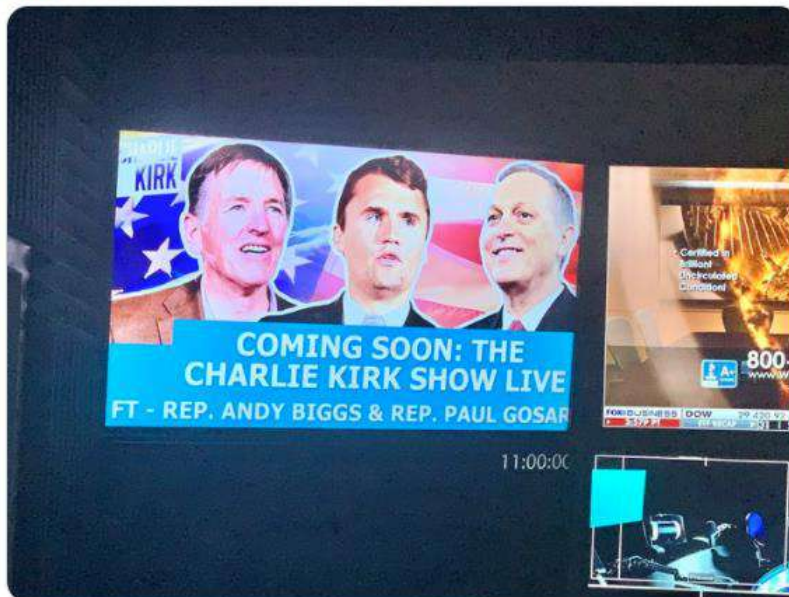 KIRK
COMING SOON: THE
CHARLIE KIRK SHOW LIVE
FT - REP. ANDY BIGGS & REP. PAUL GOSAR
11:00:00
Certified in
Brilliant
Uncirculated
Condition!
A+
800-
www.w
FOX BUSINESS DOW